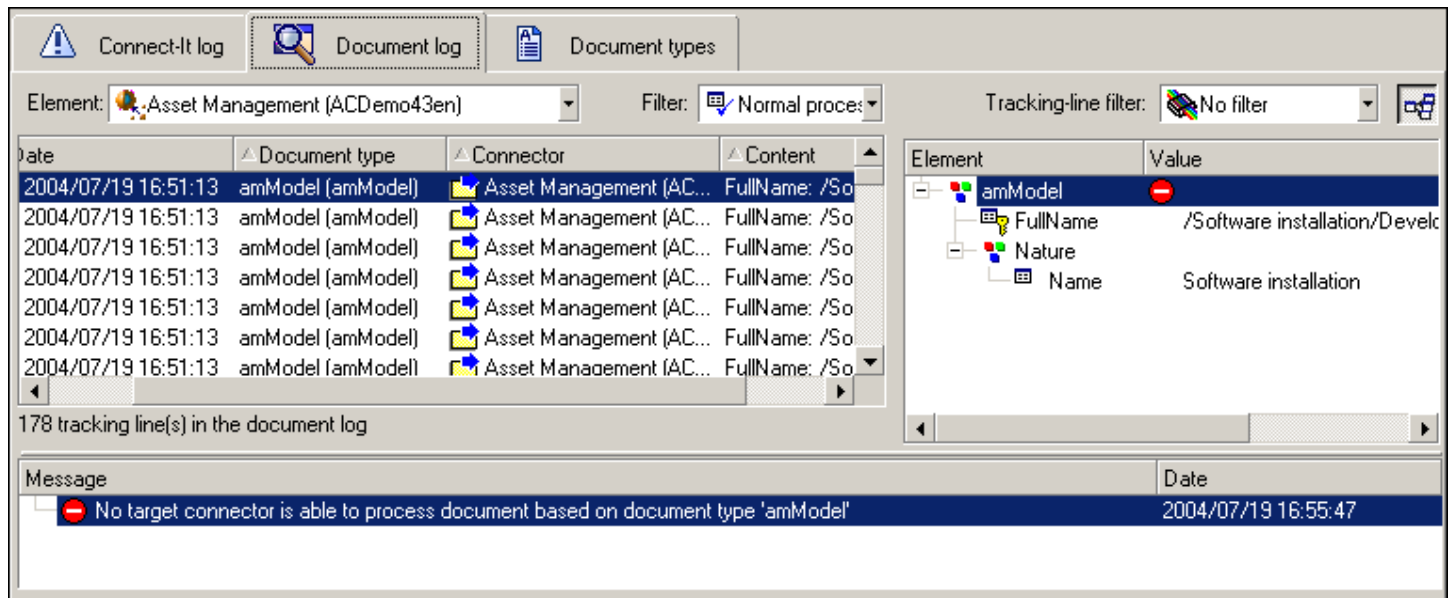 Connect-It log Document log Document types
Element: Asset Management (ACDemo43en) Filter: Normal proces Tracking-line filter: No filter
Date Document type Connector Content
2004/07/19 16:51:13 amModel (amModel) Asset Management (AC... FullName: /So
2004/07/19 16:51:13 amModel (amModel) Asset Management (AC... FullName: /So
2004/07/19 16:51:13 amModel (amModel) Asset Management (AC... FullName: /So
2004/07/19 16:51:13 amModel (amModel) Asset Management (AC... FullName: /So
2004/07/19 16:51:13 amModel (amModel) Asset Management (AC... FullName: /So
2004/07/19 16:51:13 amModel (amModel) Asset Management (AC... FullName: /So
2004/07/19 16:51:13 amModel (amModel) Asset Management (AC... FullName: /So
178 tracking line(s) in the document log
Element Value
amModel
FullName /Software installation/Develo
Nature
Name Software installation
Message Date
No target connector is able to process document based on document type 'amModel' 2004/07/19 16:55:47